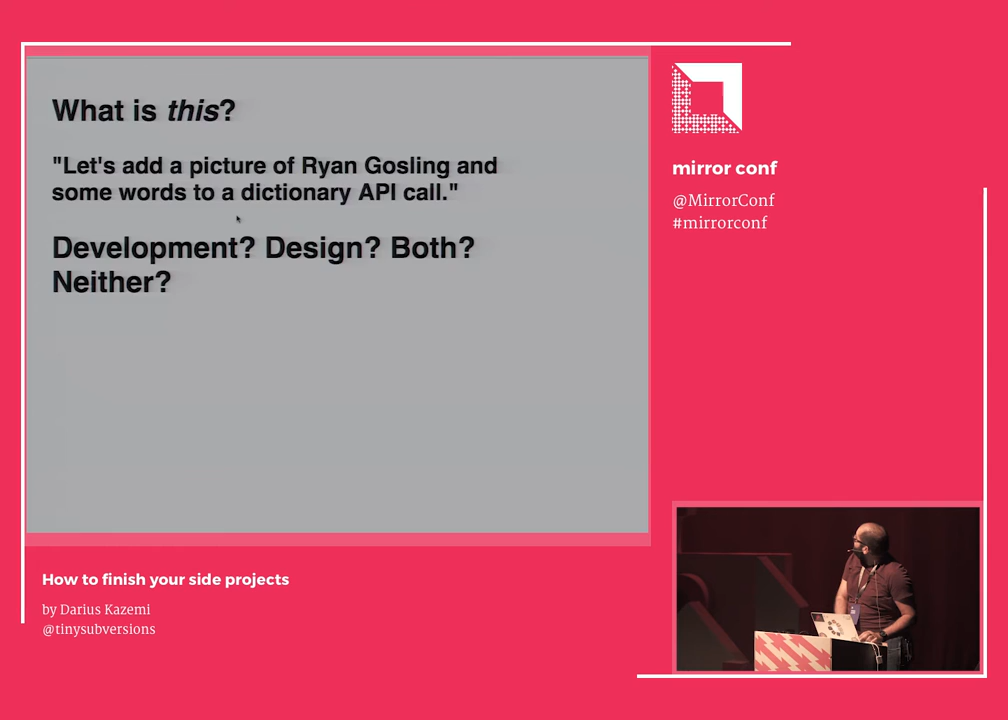 What is this?
"Let's add a picture of Ryan Gosling and
some words to a dictionary API call."
Development? Design? Both?
Neither?
mirror conf
@MirrorConf
#mirrorconf
How to finish your side projects
by Darius Kazemi
@tinysubversions